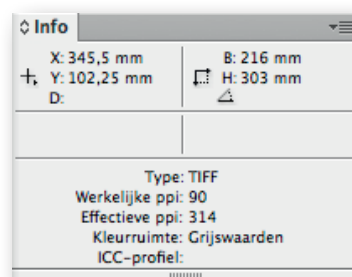 Info
X: 345,5 mm
Y: 102,25 mm
D:
B: 216 mm
H: 303 mm
Type: TIFF
Werkelijke ppi: 90
Effectieve ppi: 314
Kleurruimte: Grijswaarden
ICC-profiel: